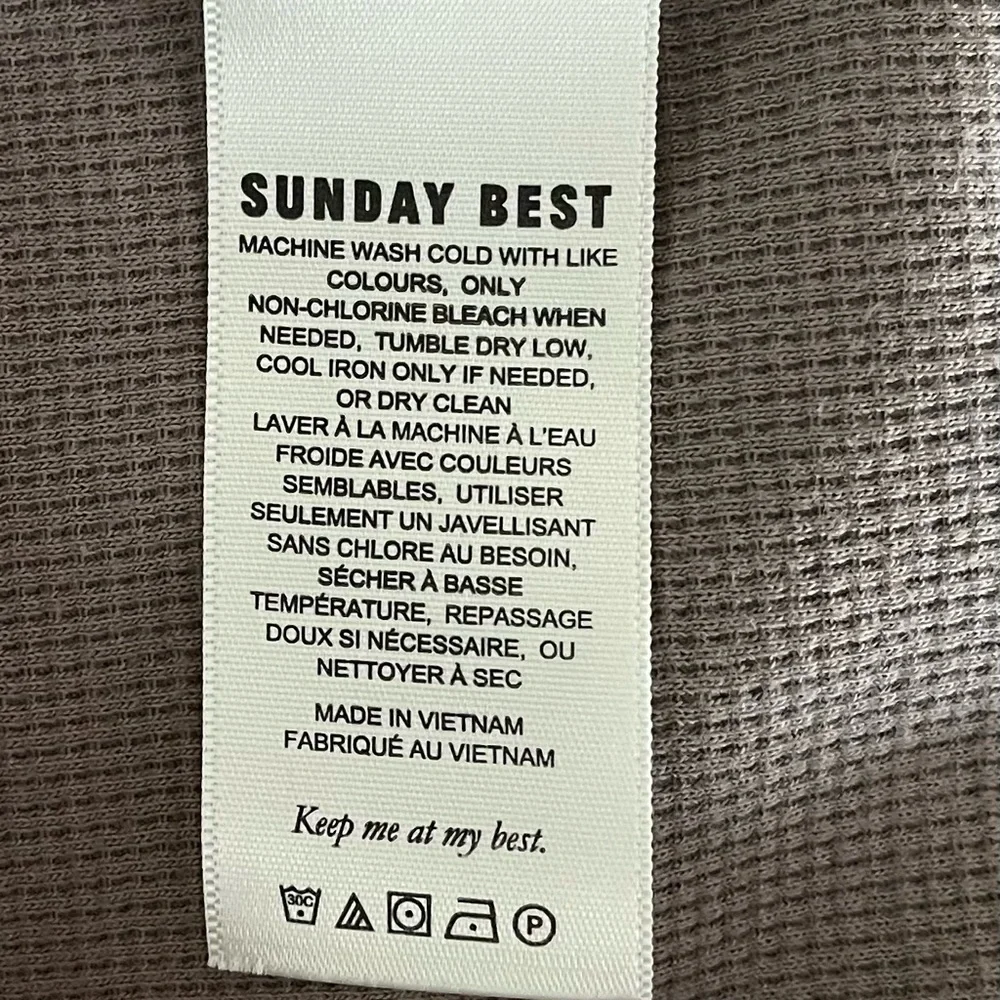 SUNDAY BEST
MACHINE WASH COLD WITH LIKE
COLOURS, ONLY
NON-CHLORINE BLEACH WHEN
NEEDED, TUMBLE DRY LOW,
COOL IRON ONLY IF NEEDED,
OR DRY CLEAN
LAVER À LA MACHINE À L'EAU
FROIDE AVEC COULEURS
SEMBLABLES, UTILISER
SEULEMENT UN JAVELLISANT
SANS CHLORE AU BESOIN,
SÉCHER À BASSE
TEMPÉRATURE, REPASSAGE
DOUX SI NÉCESSAIRE, OU
NETTOYER À SEC
MADE IN VIETNAM
FABRIQUÉ AU VIETNAM
Keep me at my best.
30C P